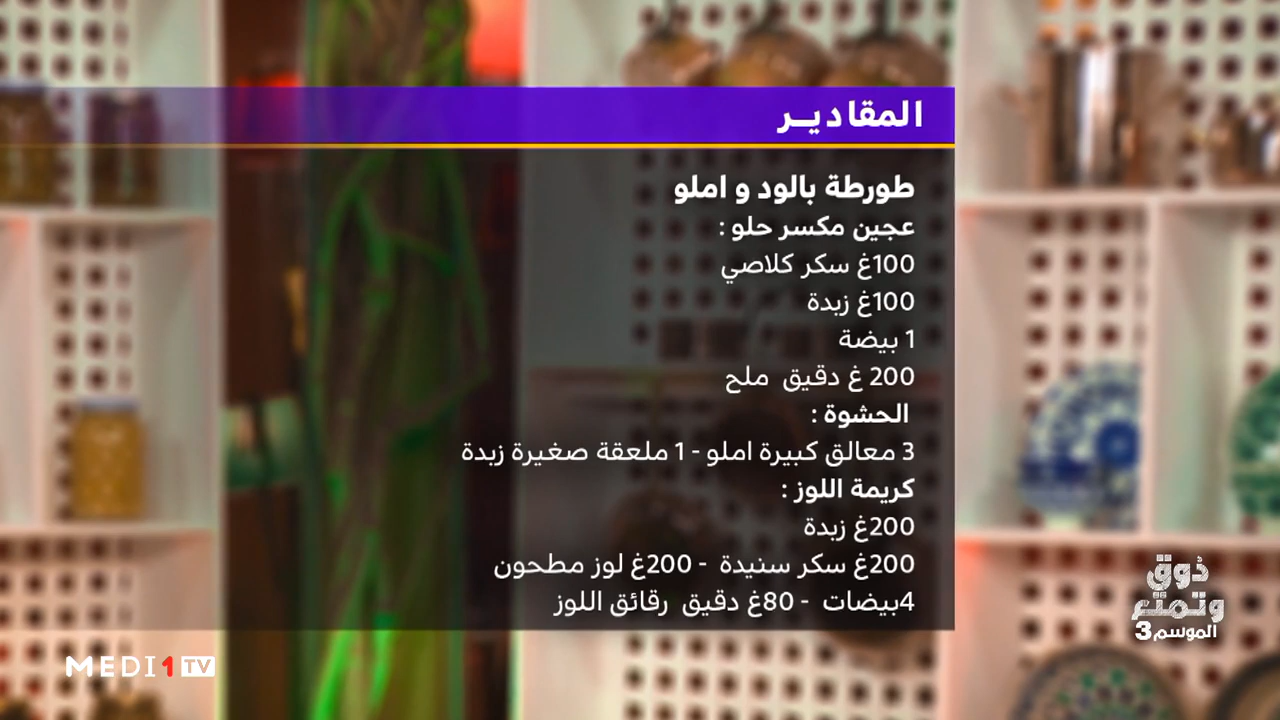 المقاديـر
طورطة بالود و املو
عجين مكسر حلو :
100غ سكر كلاصي
100غ زبدة
1 بيضة
200 غ دقيق ملح
الحشوة :
3 معالق كبيرة املو - 1 ملعقة صغيرة زبدة
كريمة اللوز :
200غ زبدة
200غ سكر سنيدة - 200غ لوز مطحون
4بيضات - 80غ دقيق رقائق اللوز
ذوق
وتمتع
الموسم 3
MEDI1TV